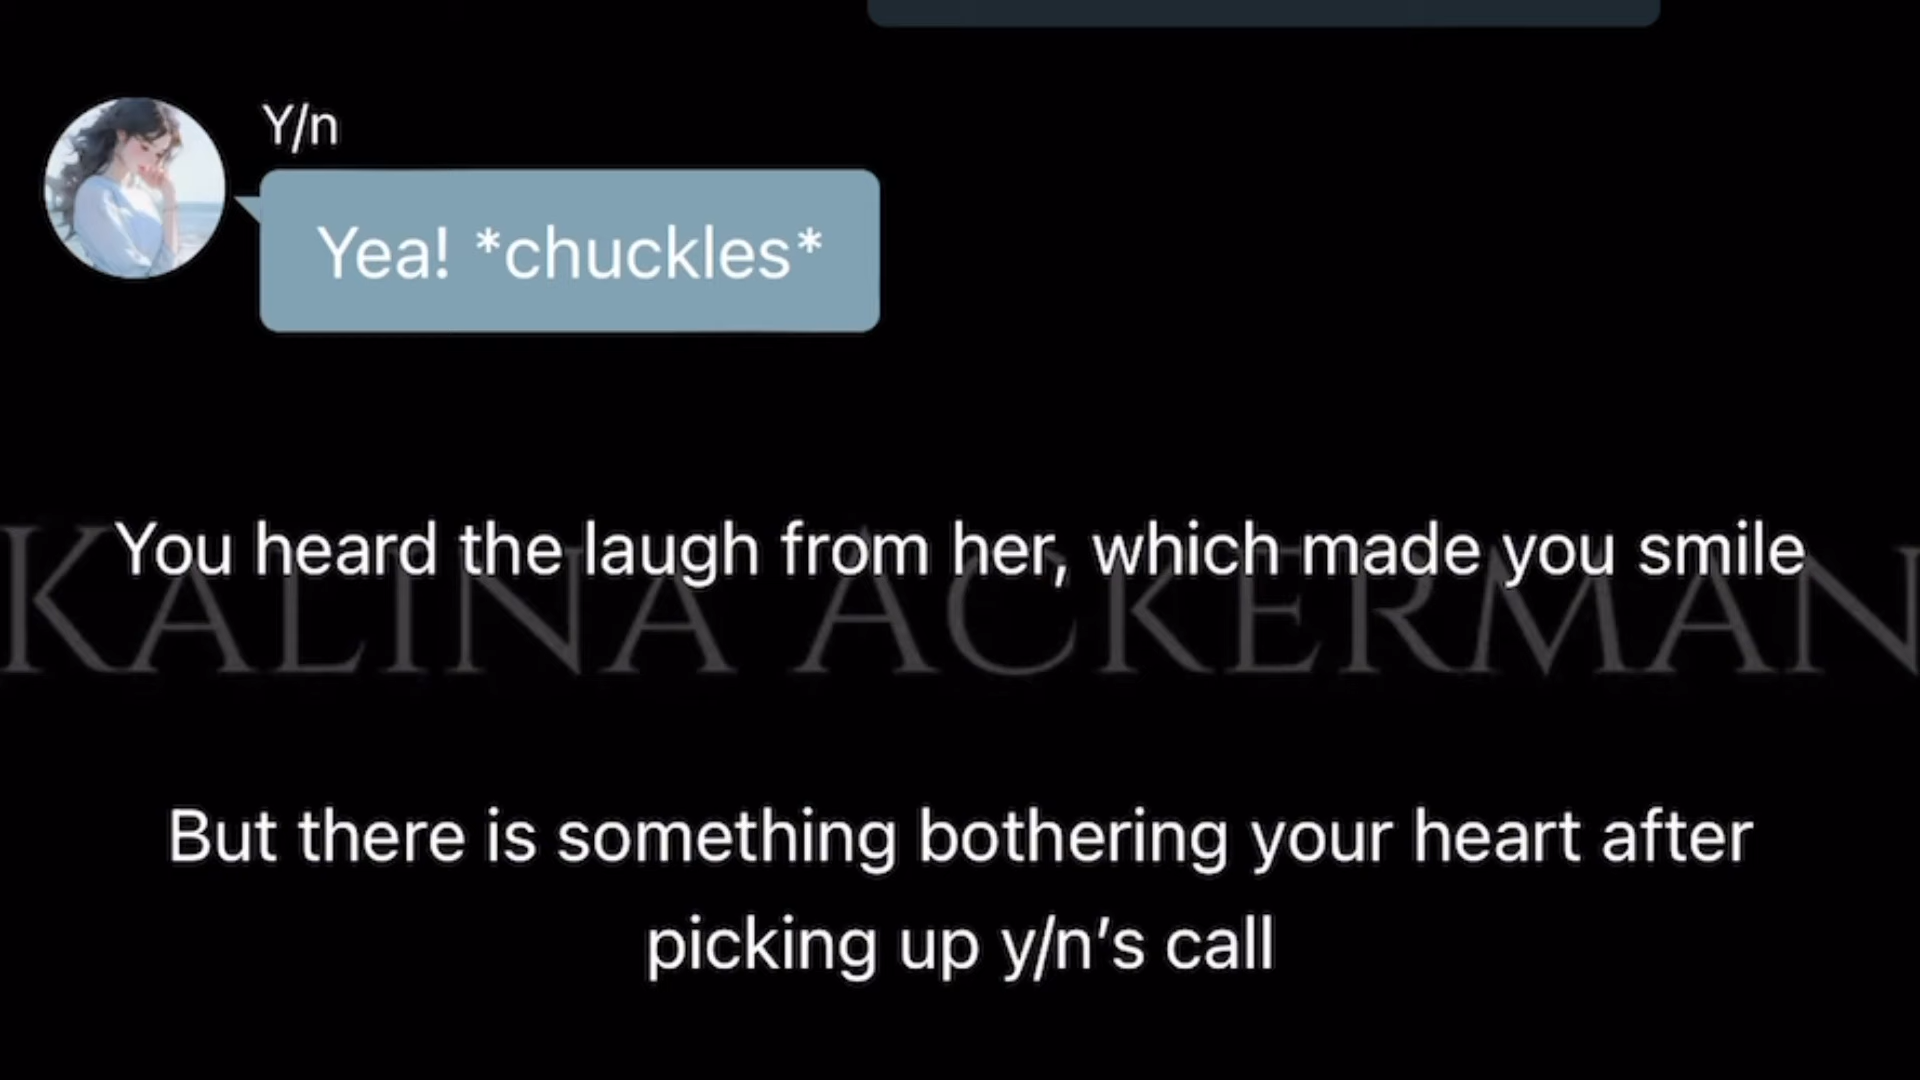 Y/n
Yea! *chuckles*
You heard the laugh from her, which made you smile
KALINA ACKERMAN
But there is something bothering your heart after
picking up y/n’s call